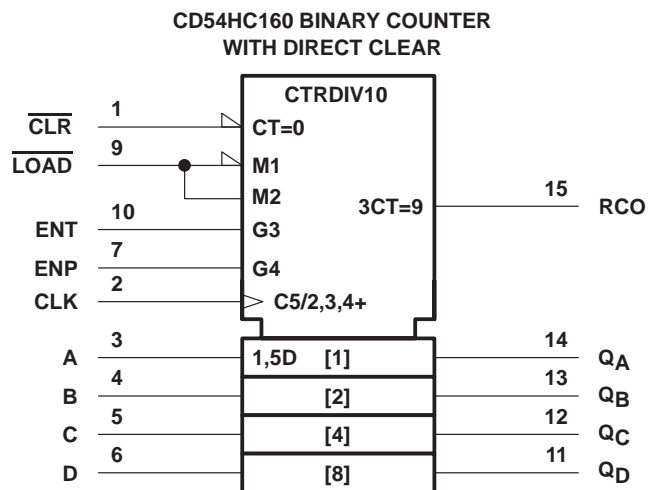 CD54HC160 BINARY COUNTER
WITH DIRECT CLEAR
CTRDIV10
CLR 1 CT=0
LOAD 9 M1
M2
3CT=9 15 RCO
ENT 10 G3
ENP 7 G4
CLK 2 C5/2,3,4+
A 3 1,5D [1] 14 QA
B 4 [2] 13 QB
C 5 [4] 12 QC
D 6 [8] 11 QD